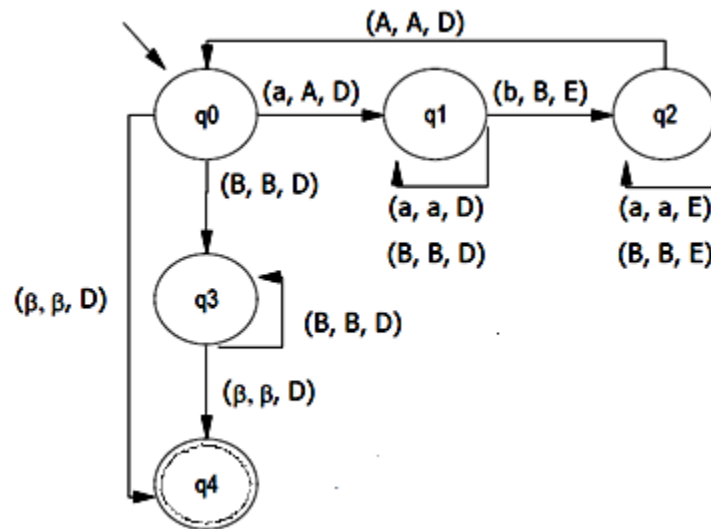 (A, A, D)
q0
(a, A, D)
q1
(b, B, E)
q2
(B, B, D)
(a, a, D)
(B, B, D)
(a, a, E)
(B, B, E)
(β, β, D)
q3
(B, B, D)
(β, β, D)
q4